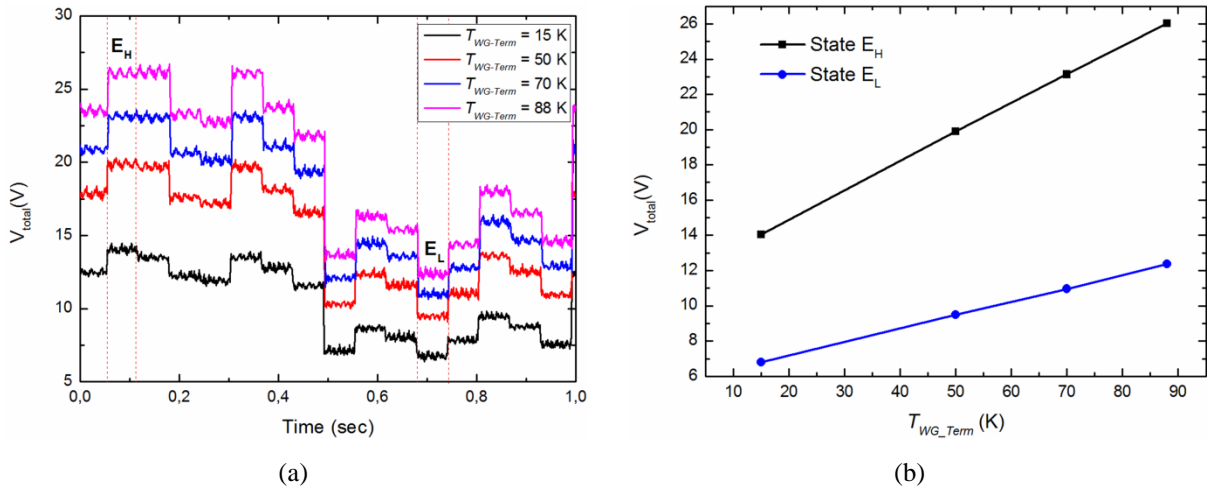 30
25
20
15
10
5
V_total(V)
E_H
T_WG-Term = 15 K
T_WG-Term = 50 K
T_WG-Term = 70 K
T_WG-Term = 88 K
E_L
0,0 0,2 0,4 0,6 0,8 1,0
Time (sec)
(a)
26
24
22
20
18
16
14
12
10
8
6
V_total(V)
State E_H
State E_L
10 20 30 40 50 60 70 80 90
T_WG_Term (K)
(b)